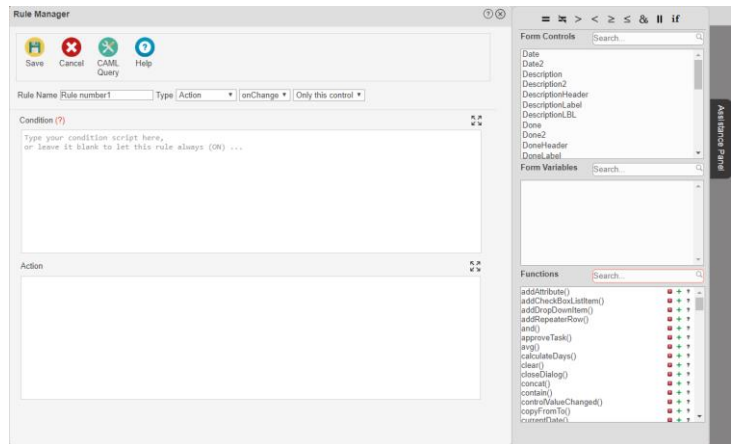 Rule Manager
Save Cancel CAML Query Help
Rule Name Rule number1 Type Action onChange Only this control
Condition (?)
Type your condition script here,
or leave it blank to let this rule always (ON) ...
Action
= ≒ > < ≥ ≤ & || if
Form Controls Search...
Date
Date2
Description
Description2
DescriptionHeader
DescriptionLabel
DescriptionLBL
Done
Done2
DoneHeader
DoneLabel
Form Variables Search...
Functions Search...
addAttribute()
addCheckBoxListItem()
addDropDownItem()
addRepeaterRow()
and()
approveTask()
avg()
calculateDays()
clear()
closeDialog()
concat()
contain()
controlValueChanged()
copyFromTo()
currentDate()
Assistance Panel